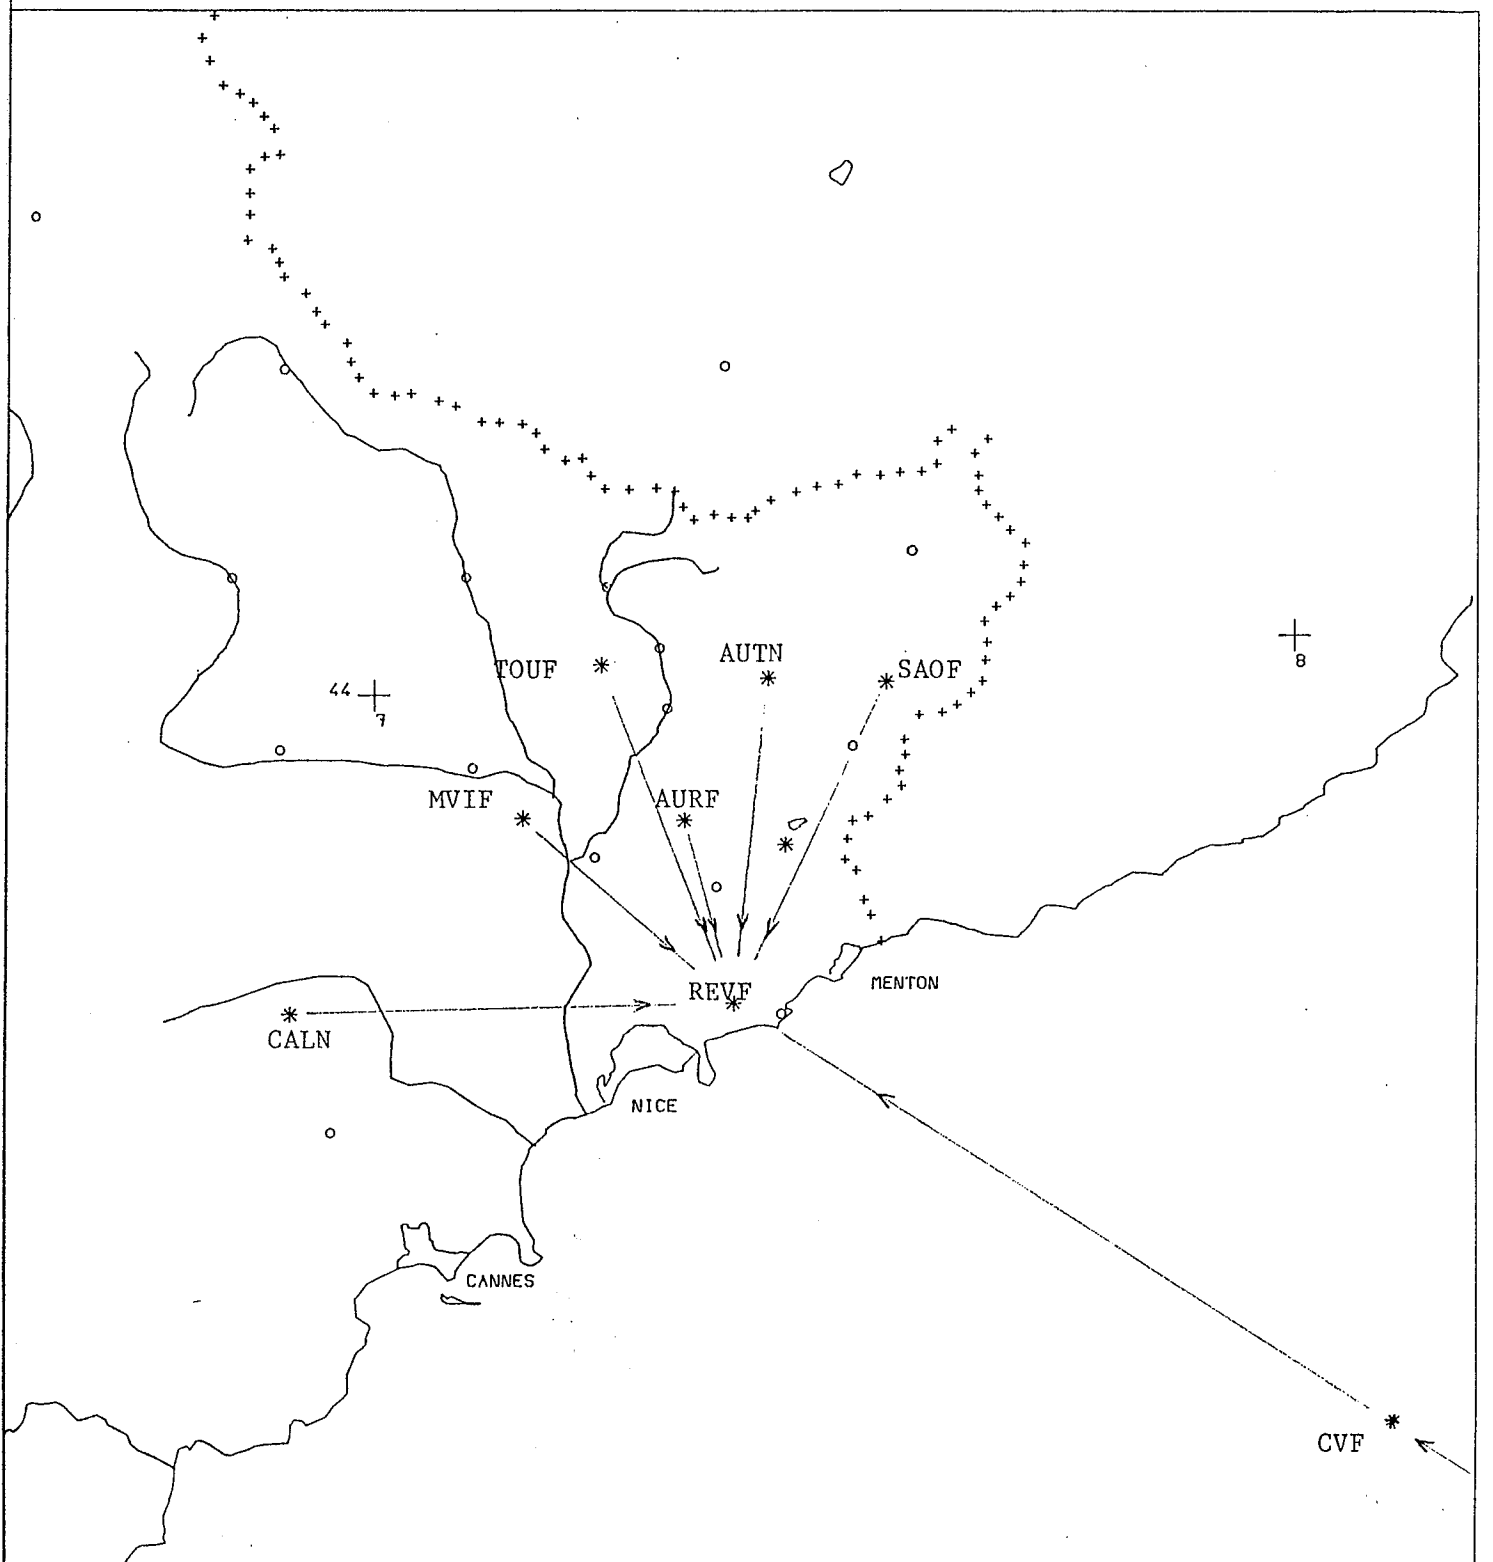 TOUF
AUTN
SAOF
8
44
7
MVIF
AURF
REVF
MENTON
CALN
NICE
CANNES
CVF